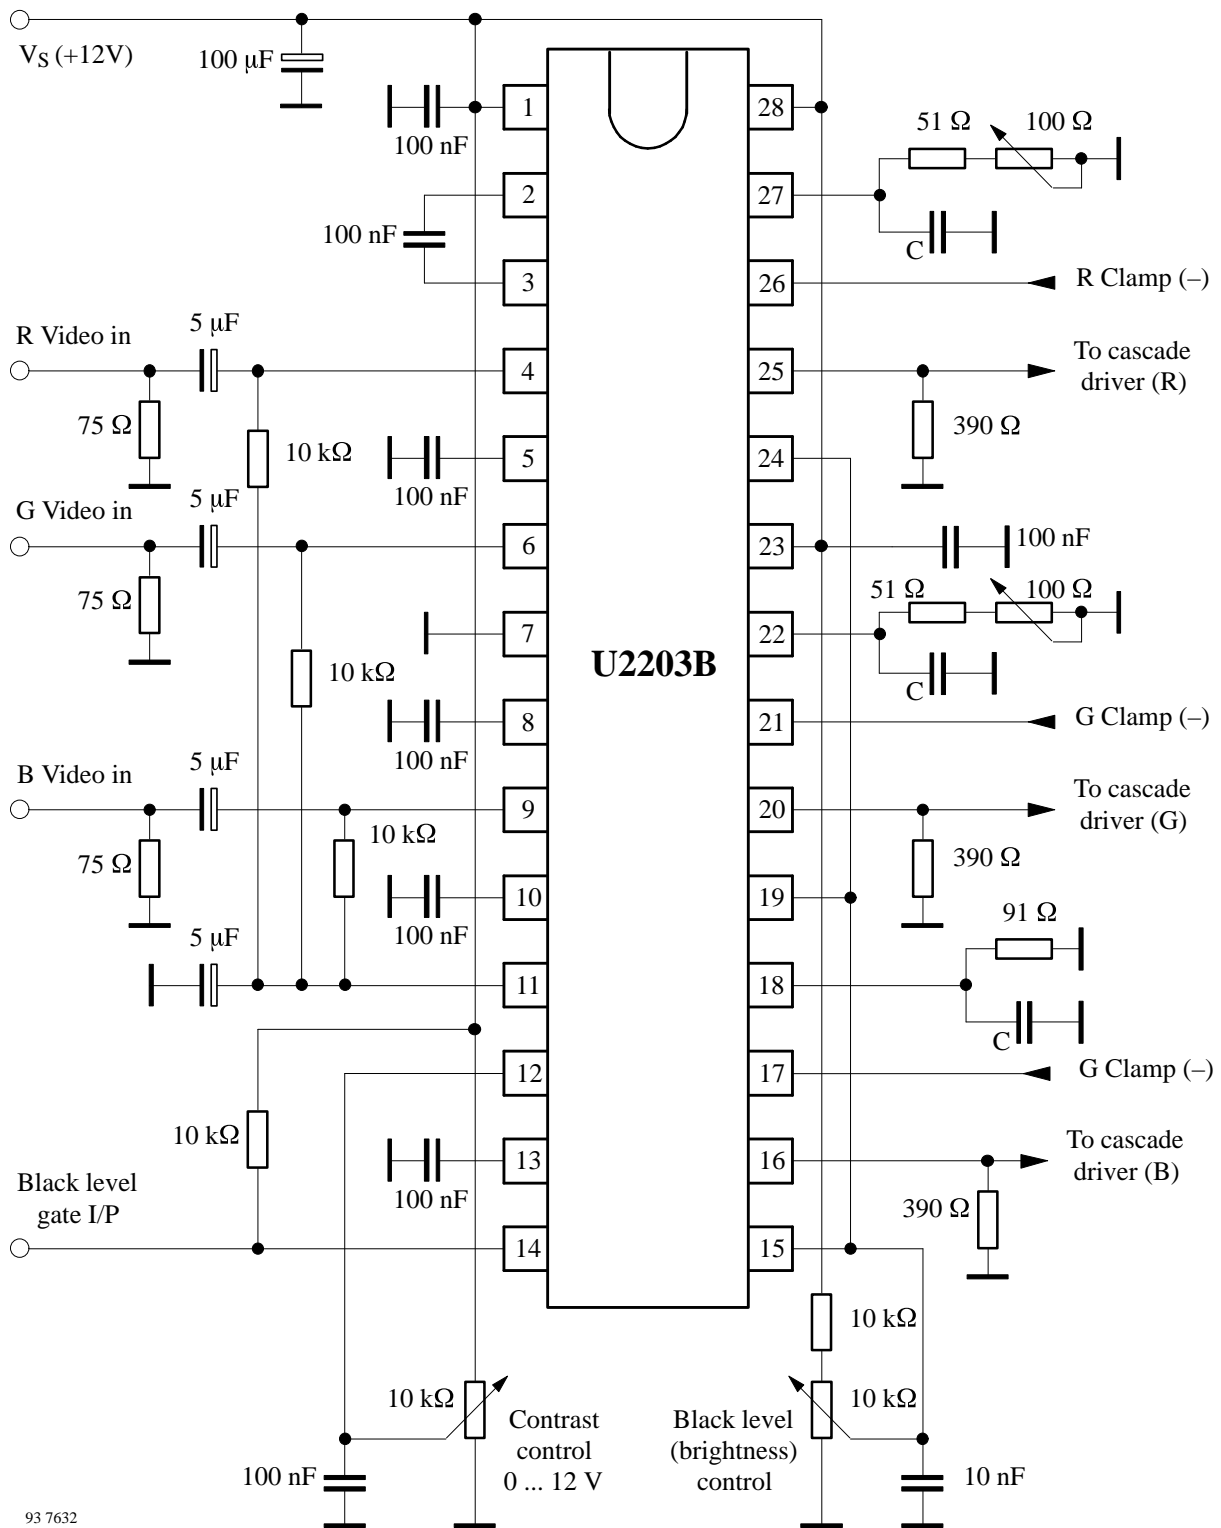 V_S (+12V)
100 μF
100 nF
1
28
51 Ω
100 Ω
2
27
100 nF
C
3
26
R Clamp (–)
5 μF
R Video in
4
25
To cascade
driver (R)
75 Ω
10 kΩ
390 Ω
5
24
100 nF
5 μF
G Video in
6
23
100 nF
75 Ω
51 Ω
100 Ω
7
22
10 kΩ
U2203B
C
8
21
G Clamp (–)
100 nF
5 μF
B Video in
9
20
To cascade
driver (G)
10 kΩ
75 Ω
390 Ω
10
19
100 nF
91 Ω
5 μF
11
18
C
12
17
G Clamp (–)
10 kΩ
13
16
To cascade
driver (B)
100 nF
390 Ω
Black level
gate I/P
14
15
10 kΩ
10 kΩ
10 kΩ
Contrast
control
0 ... 12 V
Black level
(brightness)
control
100 nF
10 nF
93 7632